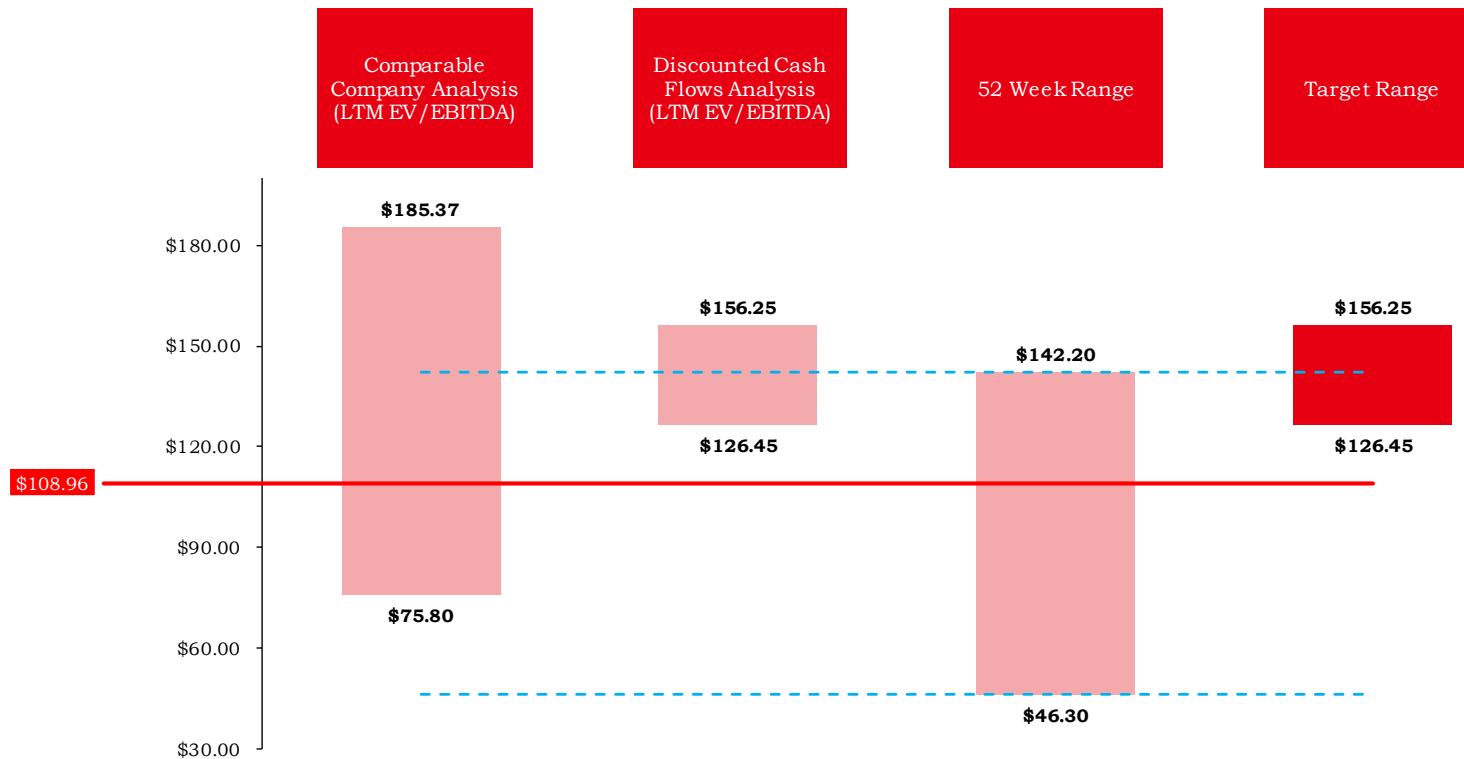 Comparable
Company Analysis
(LTM EV/EBITDA)
Discounted Cash
Flows Analysis
(LTM EV/EBITDA)
52 Week Range
Target Range
$185.37
$180.00
$156.25
$156.25
$150.00
$142.20
$126.45
$126.45
$120.00
$108.96
$90.00
$75.80
$60.00
$46.30
$30.00